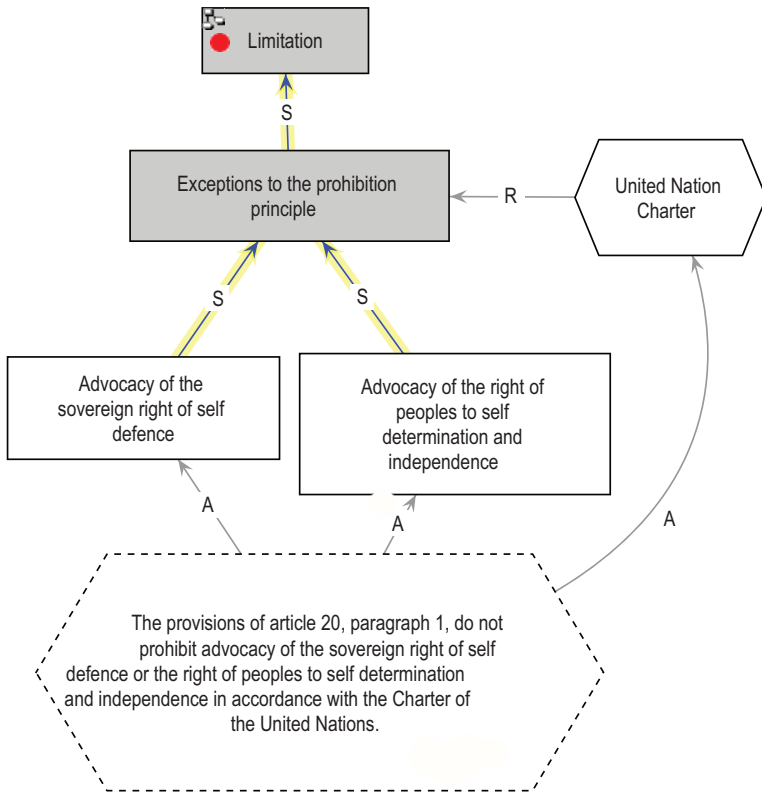 Limitation
S
Exceptions to the prohibition
principle
R
United Nation
Charter
S
S
Advocacy of the
sovereign right of self
defence
Advocacy of the right of
peoples to self
determination and
independence
A
A
A
The provisions of article 20, paragraph 1, do not
prohibit advocacy of the sovereign right of self
defence or the right of peoples to self determination
and independence in accordance with the Charter of
the United Nations.